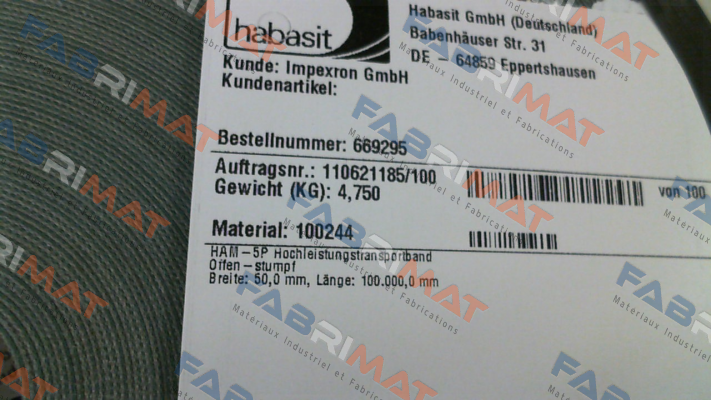 habasit
Habasit GmbH (Deutschland)
Babenhäuser Str. 31
DE - 64859 Eppertshausen
Kunde: Impexron GmbH
Kundenartikel:
Bestellnummer: 669295
Auftragsnr.: 110621185/100
von 100
Gewicht (KG): 4,750
Material: 100244
HAM-5P Hochleistungstransportband
Offen-stumpf
Breite: 50,0 mm, Länge: 100.000,0 mm
FABRIMAT
Materiaux Industriel et Fabrications